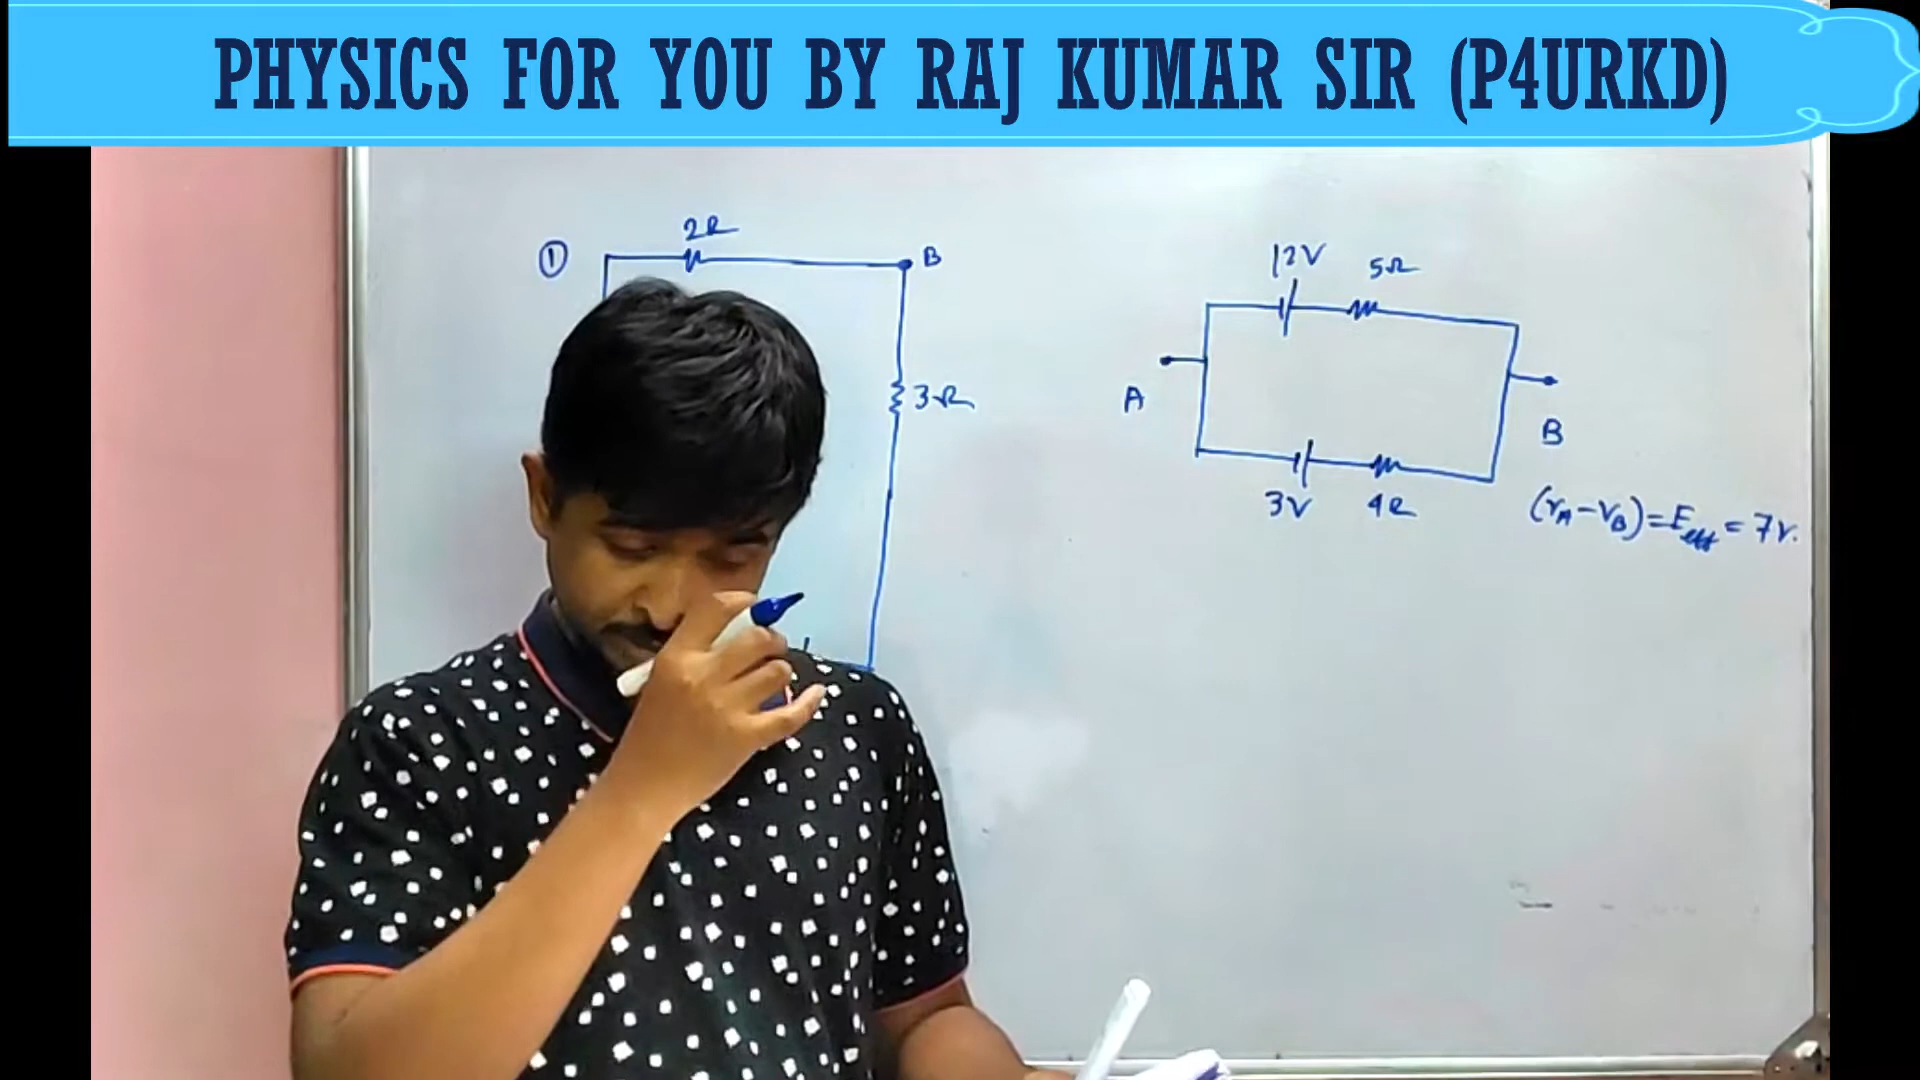 PHYSICS FOR YOU BY RAJ KUMAR SIR (P4URKD)
① 2Ω B
3Ω
12V 5Ω
A
B
3V 4Ω
(VA-VB)=Eeff = 7V.